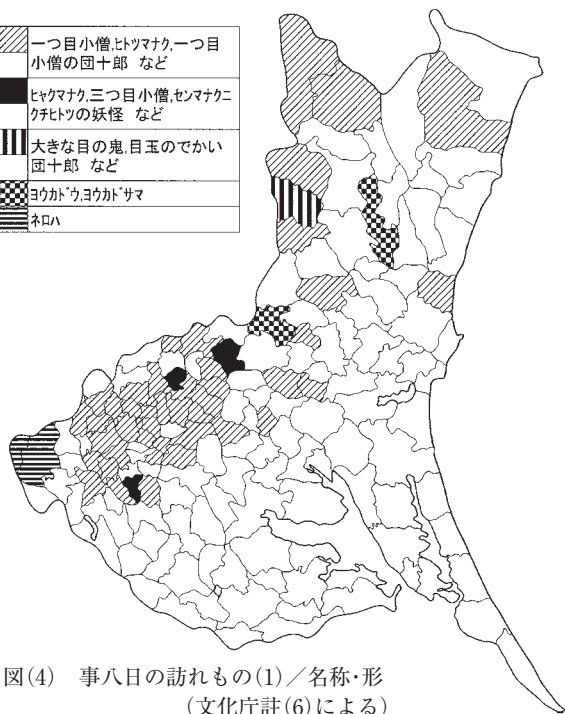 一つ目小僧,ヒトツマナク,一つ目
小僧の団十郎 など
ヒャクマナク,三つ目小僧,センマナクニ
クチヒトツの妖怪 など
大きな目の鬼,目玉のでかい
団十郎 など
ヨウカドウ,ヨウカドサマ
ネロハ
図(4) 事八日の訪れもの(1)／名称・形
(文化庁註(6)による)